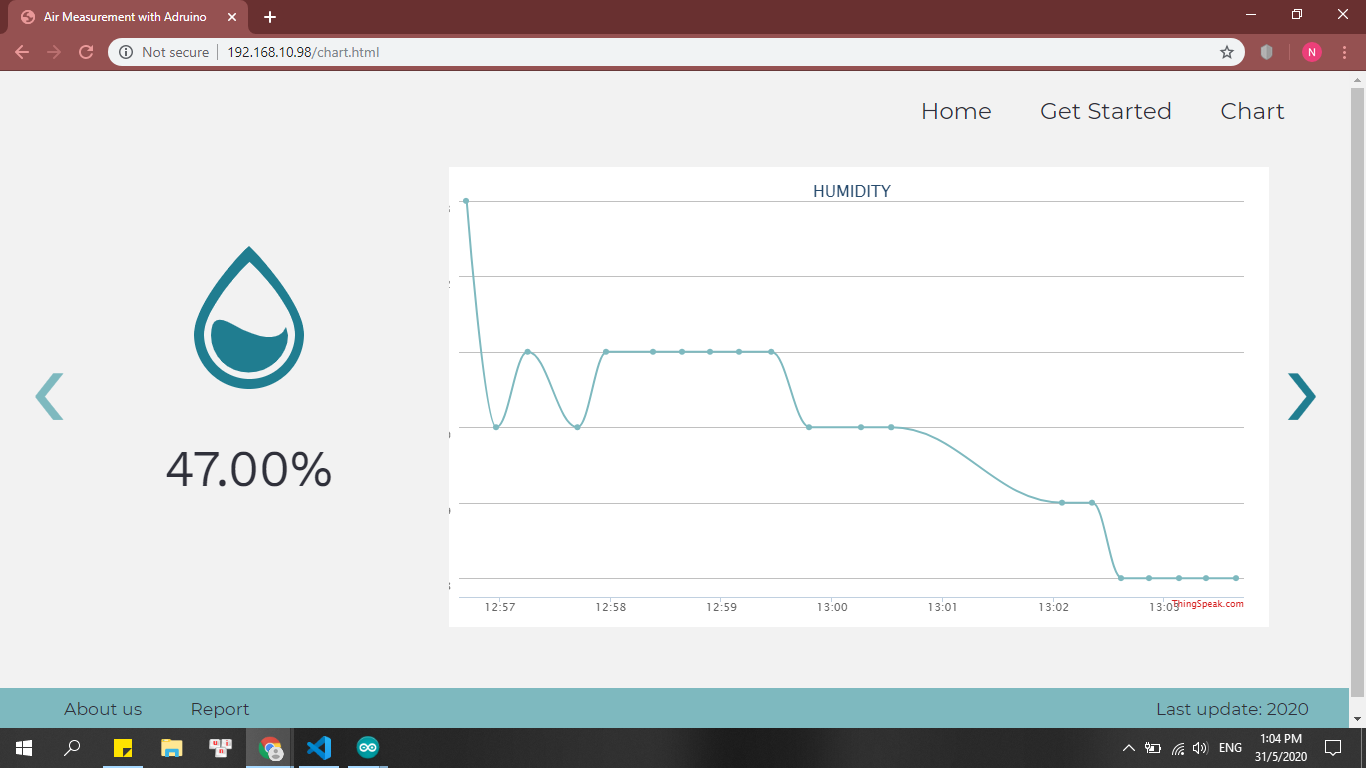 Air Measurement with Adruino
Not secure
192.168.10.98/chart.html
N
Home
Get Started
Chart
HUMIDITY
47.00%
12:57
12:58
12:59
13:00
13:01
13:02
13:03
ThingSpeak.com
About us
Report
Last update: 2020
ENG
1:04 PM
31/5/2020